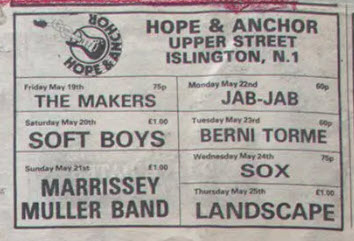 HOPE & ANCHOR
HOPE & ANCHOR
UPPER STREET
ISLINGTON, N.1
Friday May 19th 75p
THE MAKERS
Saturday May 20th £1.00
SOFT BOYS
Sunday May 21st £1.00
MARRISSEY
MULLER BAND
Monday May 22nd 60p
JAB-JAB
Tuesday May 23rd 60p
BERNI TORME
Wednesday May 24th 75p
SOX
Thursday May 25th £1.00
LANDSCAPE